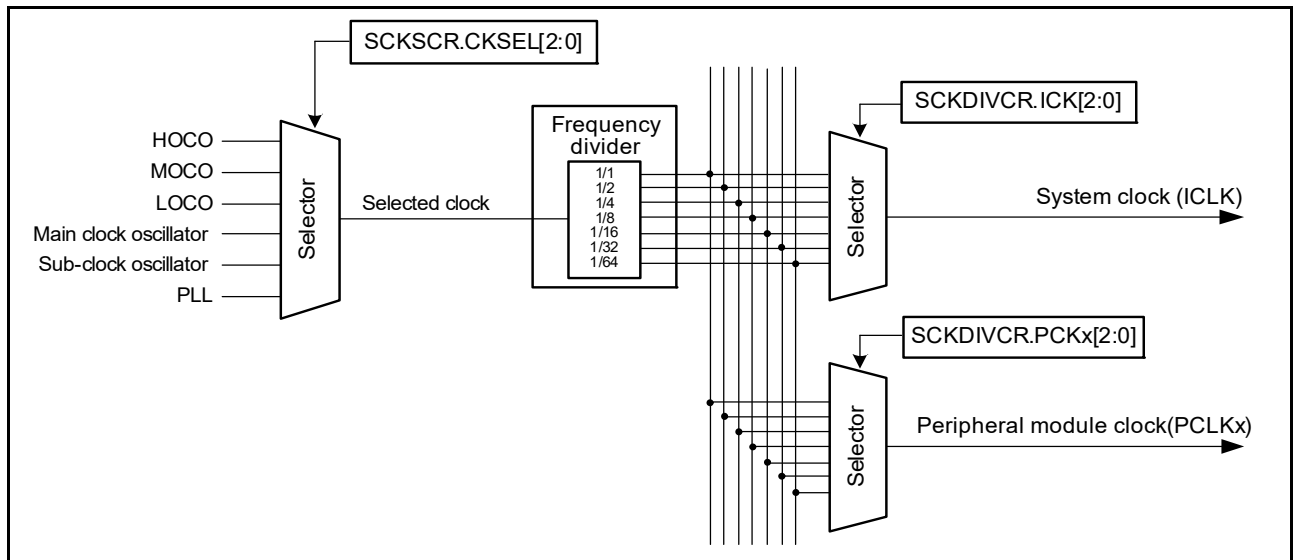 SCKSCR.CKSEL[2:0]
HOCO
MOCO
LOCO
Main clock oscillator
Sub-clock oscillator
PLL
Selector
Selected clock
Frequency
divider
1/1
1/2
1/4
1/8
1/16
1/32
1/64
SCKDIVCR.ICK[2:0]
Selector
System clock (ICLK)
SCKDIVCR.PCKx[2:0]
Selector
Peripheral module clock(PCLKx)